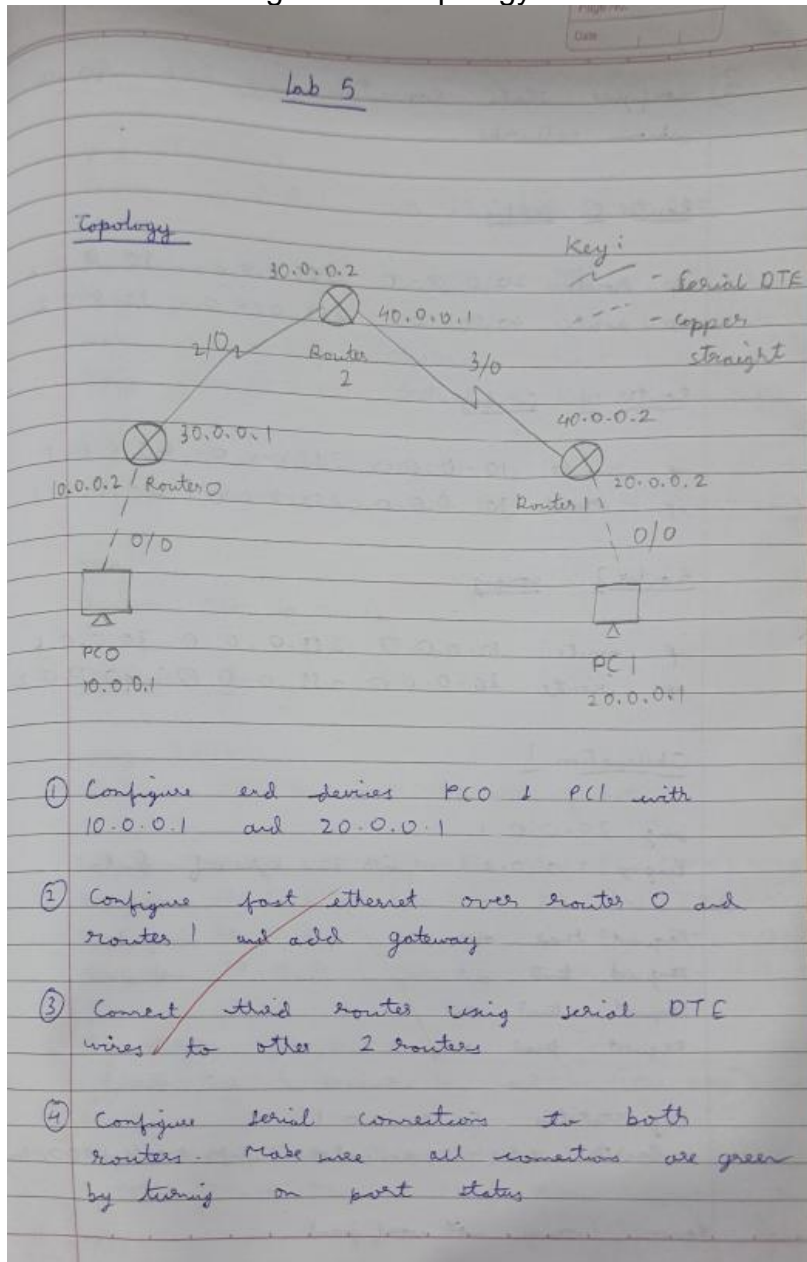 Page No.
Date
Lab 5
Topology
Key:
30.0.0.2
- Serial DTE
40.0.0.1
- copper
straight
2/0
Router
2
3/0
40.0.0.2
30.0.0.1
10.0.0.2
Router 0
20.0.0.2
Router 1
0/0
0/0
PC0
PC1
10.0.0.1
20.0.0.1
① Configure end devices PC0 & PC1 with
10.0.0.1 and 20.0.0.1
② Configure fast ethernet over router 0 and
router 1 and add gateway
③ Connect third router using serial DTE
wires to other 2 routers
④ Configure serial connections to both
routers. Make sure all connections are green
by turning on port status